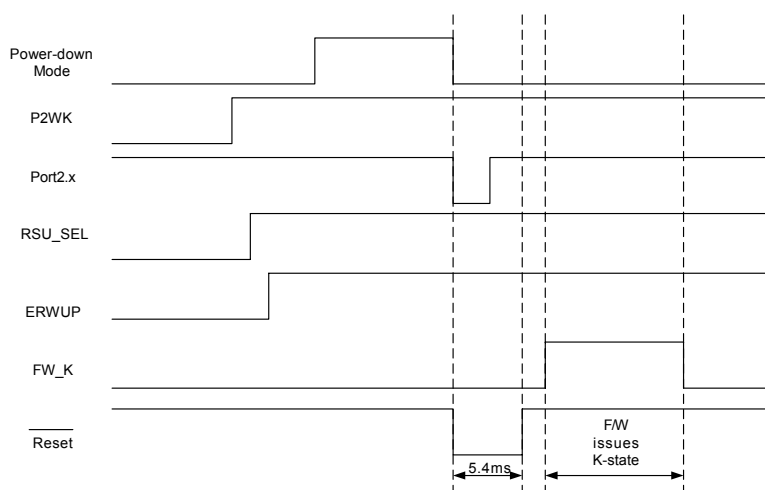 Power-down
Mode
P2WK
Port2.x
RSU_SEL
ERWUP
FW_K
Reset
5.4ms
F/W
issues
K-state